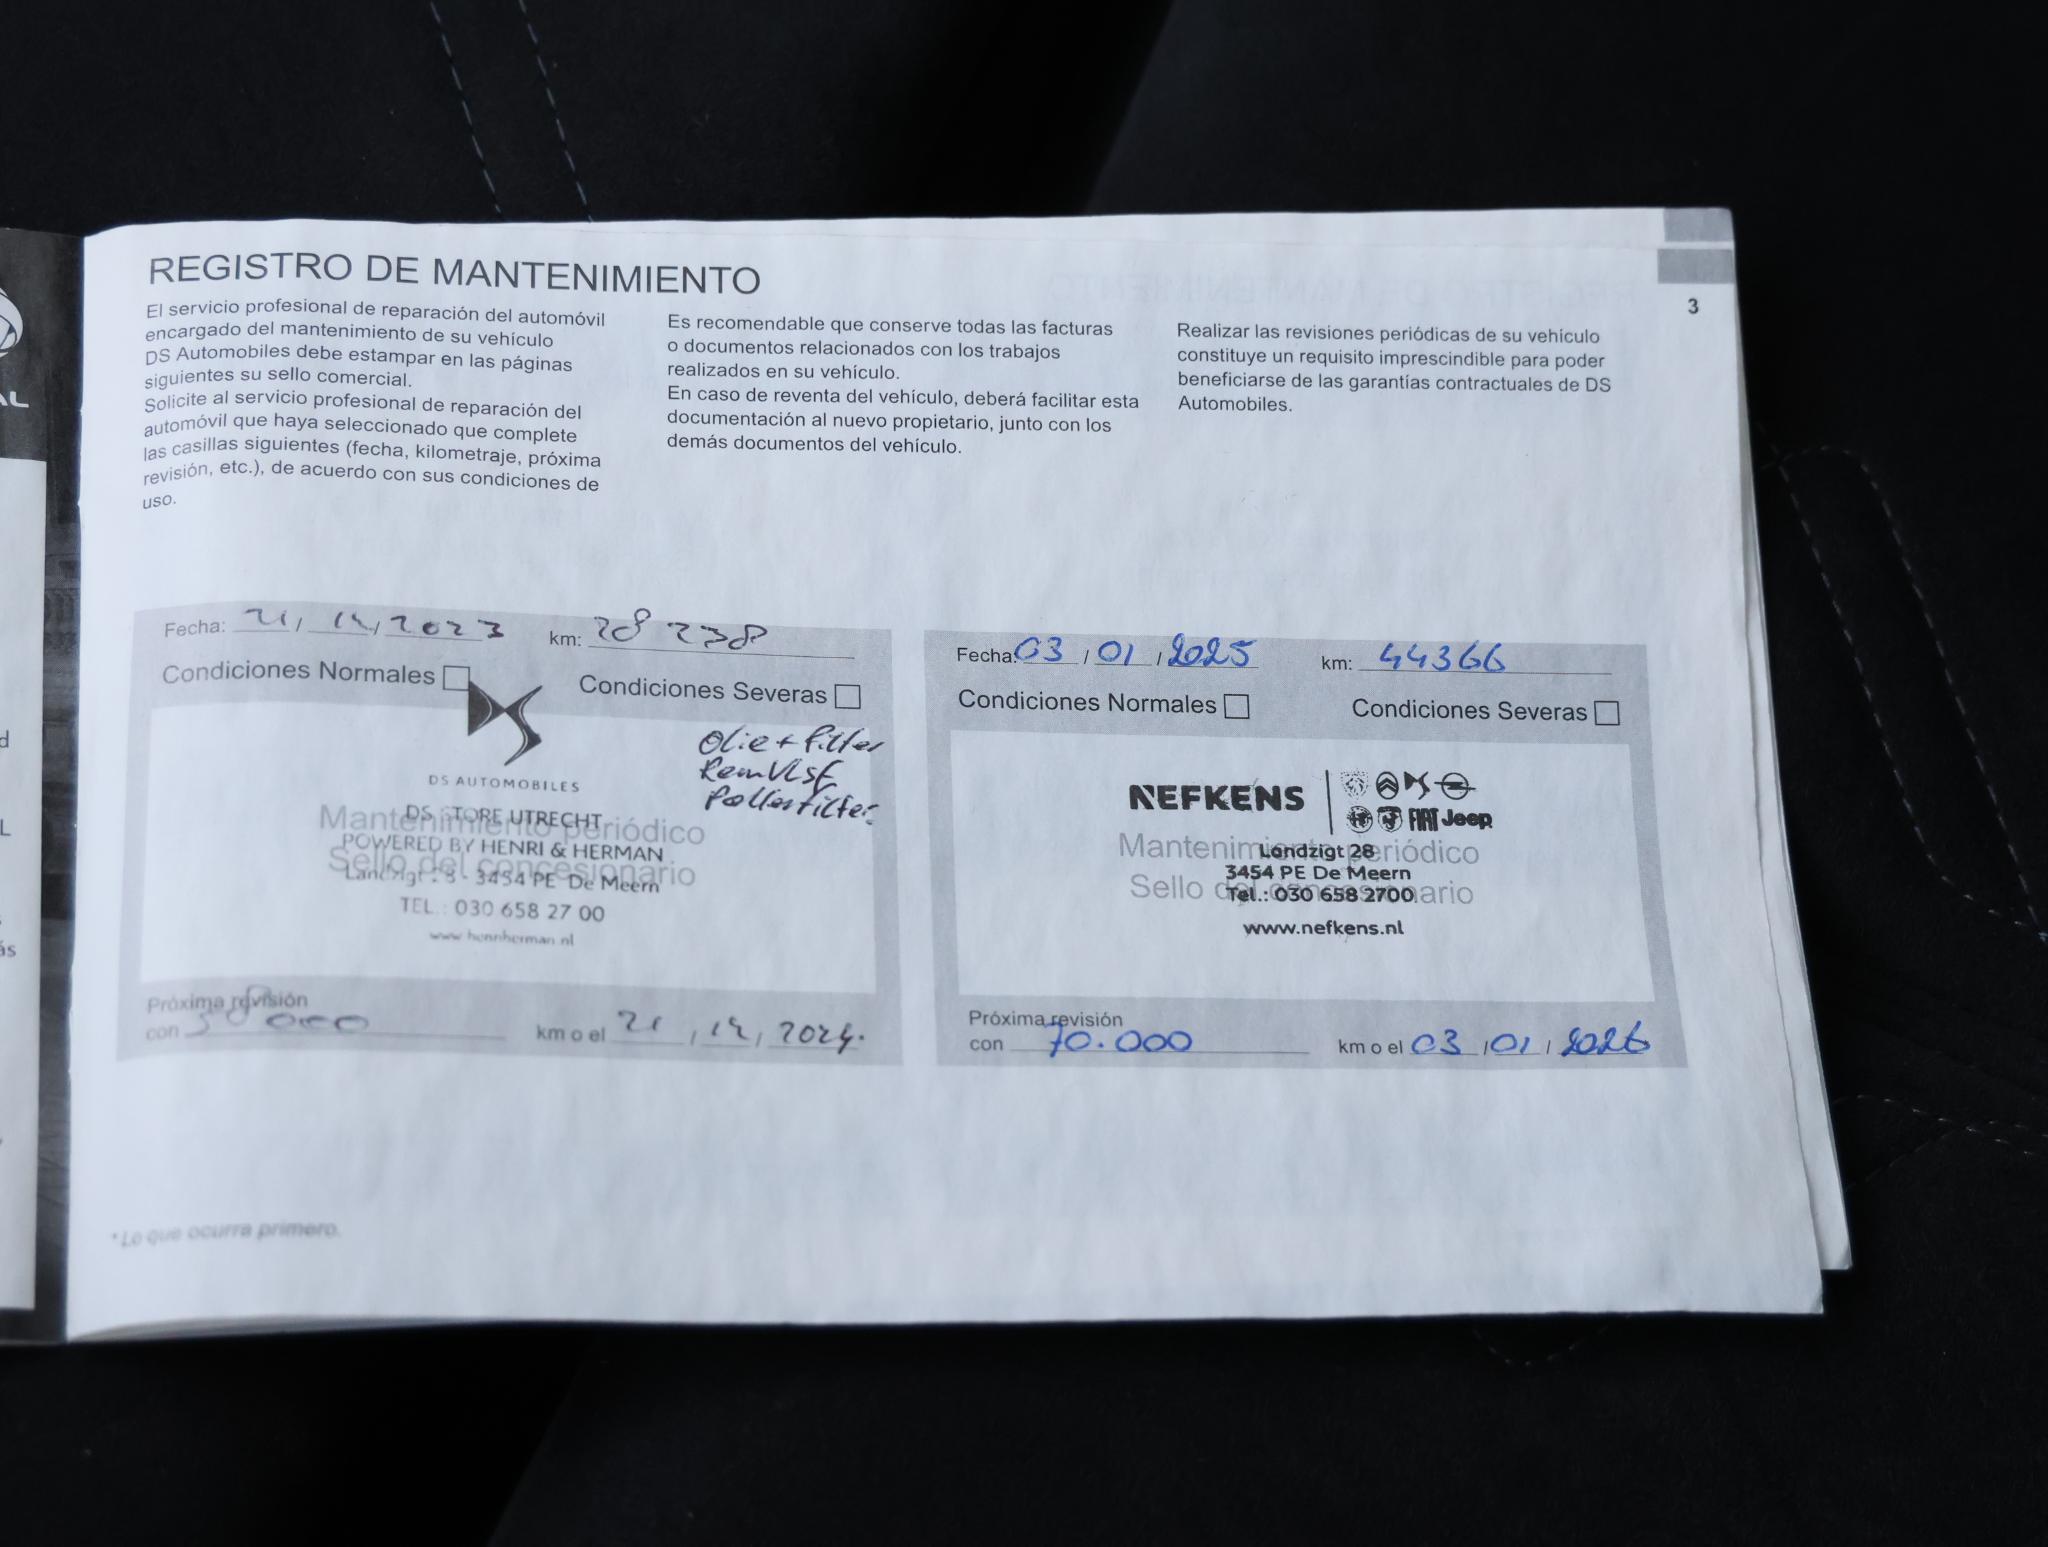 REGISTRO DE MANTENIMIENTO
El servicio profesional de reparación del automóvil
encargado del mantenimiento de su vehículo
DS Automobiles debe estampar en las páginas
siguientes su sello comercial.
Solicite al servicio profesional de reparación del
automóvil que haya seleccionado que complete
las casillas siguientes (fecha, kilometraje, próxima
revisión, etc.), de acuerdo con sus condiciones de
uso.
Es recomendable que conserve todas las facturas
o documentos relacionados con los trabajos
realizados en su vehículo.
En caso de reventa del vehículo, deberá facilitar esta
documentación al nuevo propietario, junto con los
demás documentos del vehículo.
Realizar las revisiones periódicas de su vehículo
constituye un requisito imprescindible para poder
beneficiarse de las garantías contractuales de DS
Automobiles.
3
Fecha: 21 / 12 / 2023 km: 28 238
Condiciones Normales Condiciones Severas
Olie + filter
RemVLSF
Pollenfilter
DS AUTOMOBILES
DS STORE UTRECHT
Mantenimiento periódico
POWERED BY HENRI & HERMAN
Sello del concesionario
Landzigt 28 - 3454 PE De Meern
TEL.: 030 658 27 00
Próxima revisión
con km o el 21 / 12 / 2024.
Fecha: 03 / 01 / 2025 km: 44366
Condiciones Normales Condiciones Severas
NEFKENS
FIAT Jeep
Mantenimiento periódico
Landzigt 28
3454 PE De Meern
Sello del concesionario
Tel.: 030 658 2700
www.nefkens.nl
Próxima revisión
con 70.000 km o el 03 / 01 / 2026
*Lo que ocurra primero.